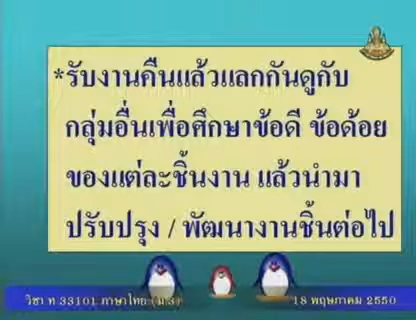 *รับงานคืนแล้วแลกกันดูกับ
กลุ่มอื่นเพื่อศึกษาข้อดี ข้อด้อย
ของแต่ละชิ้นงาน แล้วนำมา
ปรับปรุง / พัฒนางานชิ้นต่อไป
วิชา ท 33101 ภาษาไทย (ม.3) 18 พฤษภาคม 2550